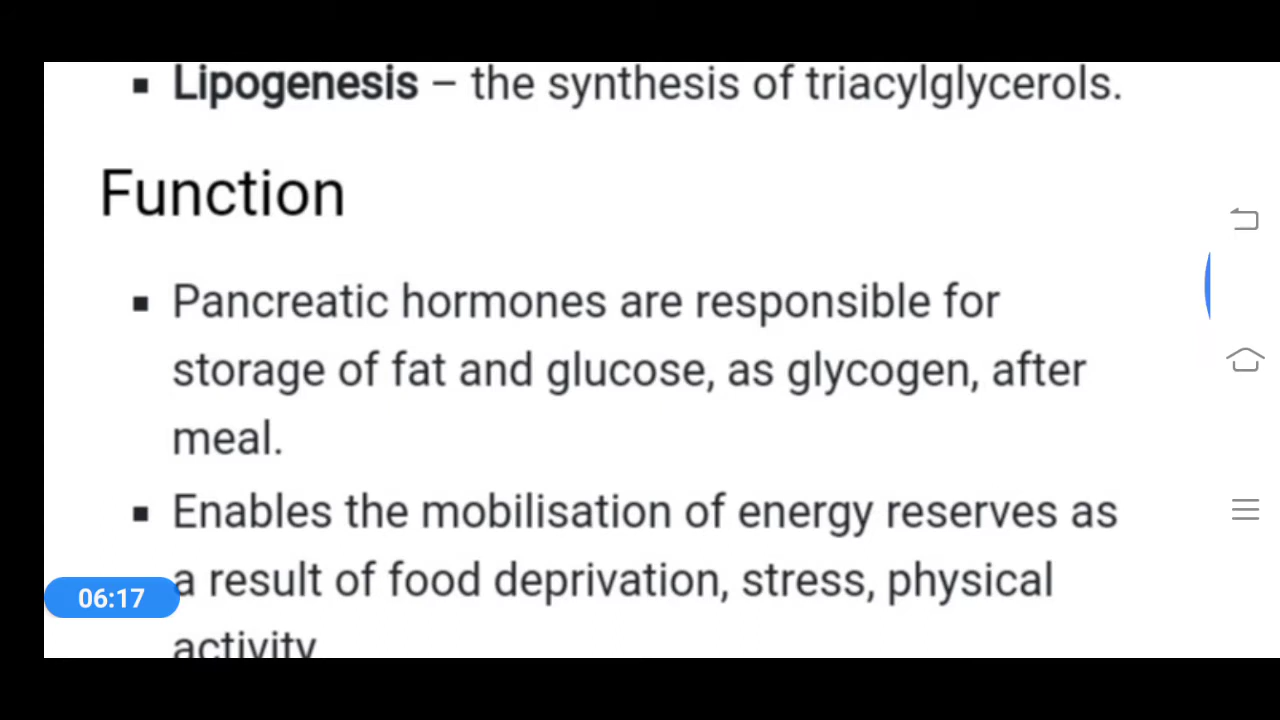 ▪ Lipogenesis – the synthesis of triacylglycerols.
Function
▪ Pancreatic hormones are responsible for
storage of fat and glucose, as glycogen, after
meal.
▪ Enables the mobilisation of energy reserves as
a result of food deprivation, stress, physical
06:17
activity